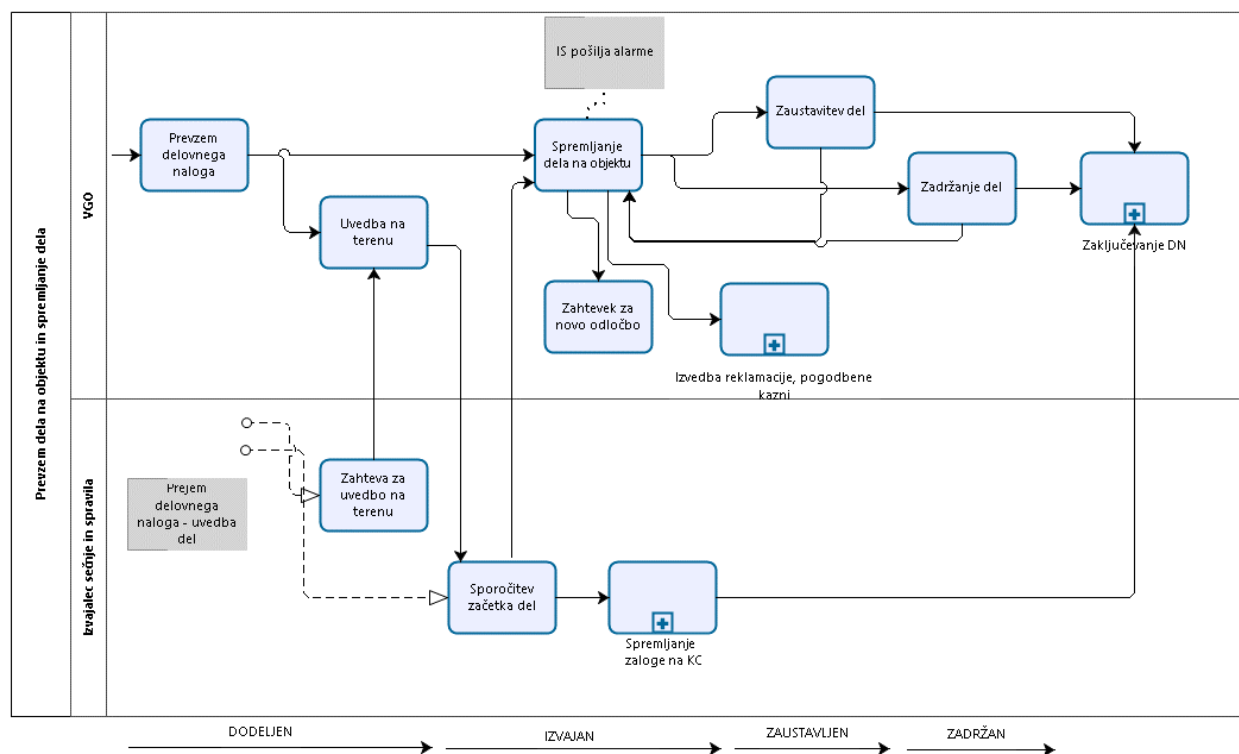 Prevzem dela na objektu in spremljanje dela
VGO
IS pošilja alarme
Prevzem
delovnega
naloga
Spremljanje
dela na objektu
Zaustavitev del
Zadržanje del
Zaključevanje DN
Uvedba na
terenu
Zahtevek za
novo odločbo
Izvedba reklamacije, pogodbene
kazni
Izvajalec sečnje in spravila
Prejem
delovnega
naloga - uvedba
del
Zahteva za
uvedbo na
terenu
Sporočitev
začetka del
Spremljanje
zaloge na KC
DODELJEN
IZVAJAN
ZAUSTAVLJEN
ZADRŽAN